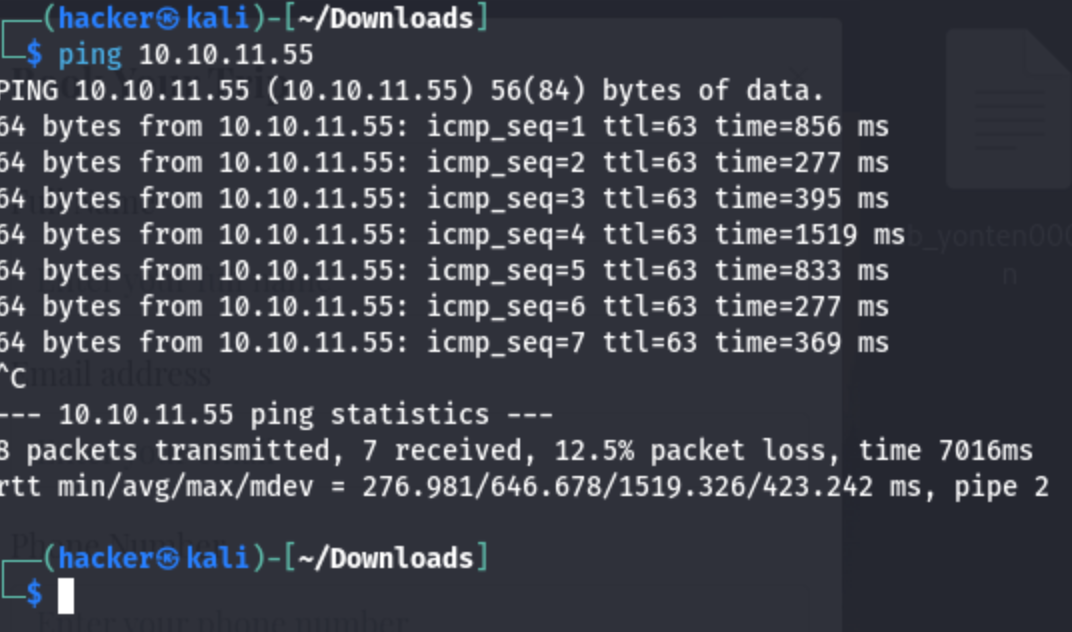 (hacker㉿kali)-[~/Downloads]
$ ping 10.10.11.55
PING 10.10.11.55 (10.10.11.55) 56(84) bytes of data.
64 bytes from 10.10.11.55: icmp_seq=1 ttl=63 time=856 ms
64 bytes from 10.10.11.55: icmp_seq=2 ttl=63 time=277 ms
64 bytes from 10.10.11.55: icmp_seq=3 ttl=63 time=395 ms
64 bytes from 10.10.11.55: icmp_seq=4 ttl=63 time=1519 ms
64 bytes from 10.10.11.55: icmp_seq=5 ttl=63 time=833 ms
64 bytes from 10.10.11.55: icmp_seq=6 ttl=63 time=277 ms
64 bytes from 10.10.11.55: icmp_seq=7 ttl=63 time=369 ms
^C
--- 10.10.11.55 ping statistics ---
8 packets transmitted, 7 received, 12.5% packet loss, time 7016ms
rtt min/avg/max/mdev = 276.981/646.678/1519.326/423.242 ms, pipe 2
(hacker㉿kali)-[~/Downloads]
$
Email address
Phone Number
Enter your phone number